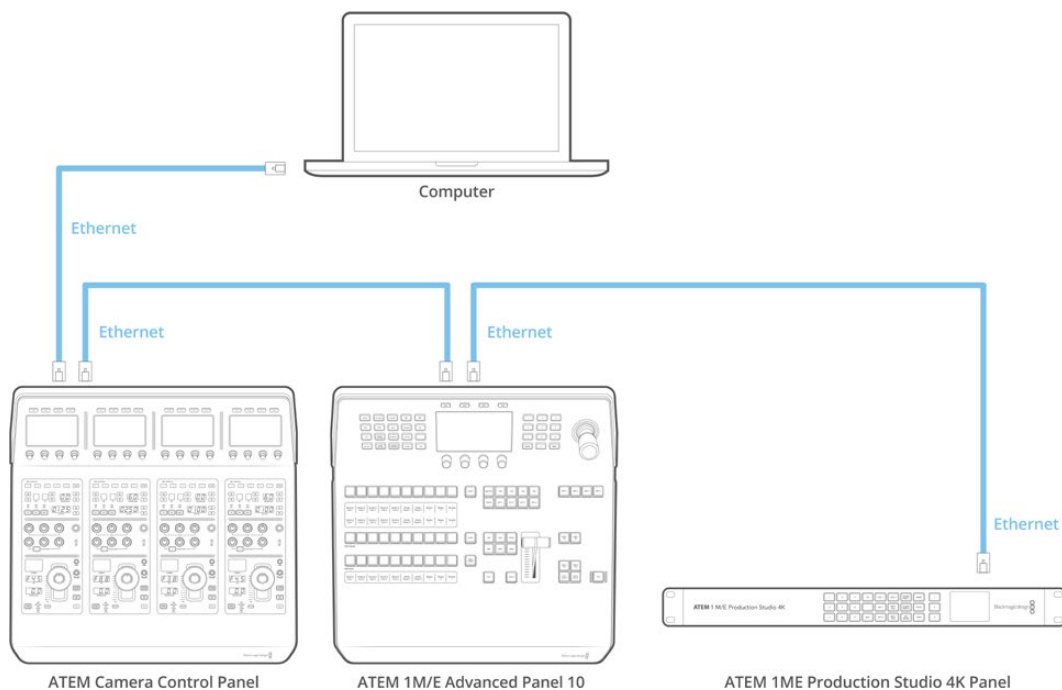 Computer
Ethernet
Ethernet
Ethernet
Ethernet
ATEM 1 M/E Production Studio 4K
Blackmagicdesign
ATEM Camera Control Panel
ATEM 1M/E Advanced Panel 10
ATEM 1ME Production Studio 4K Panel